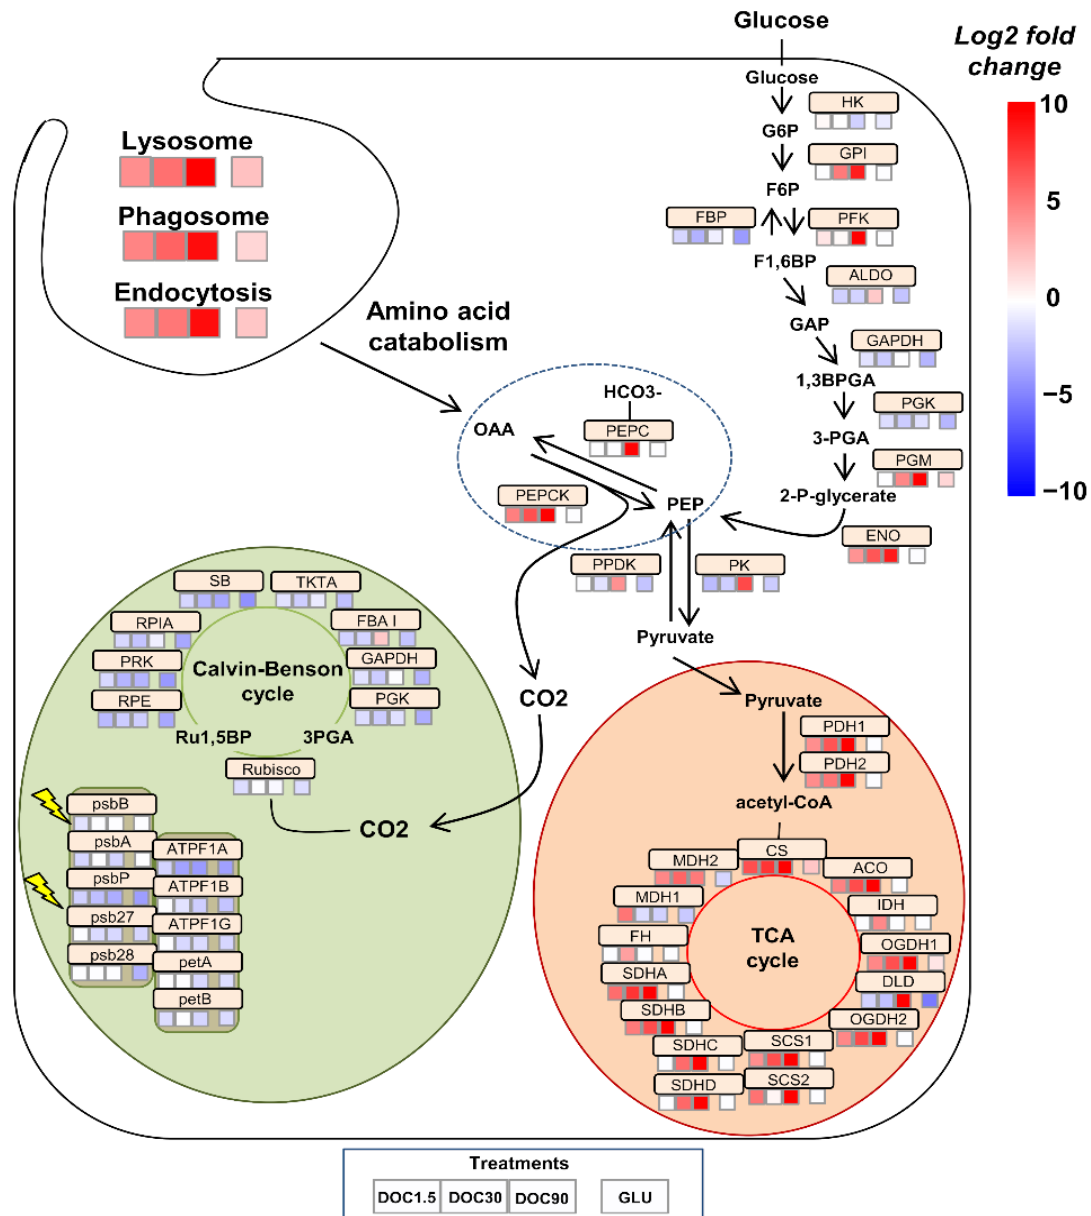 Glucose
Log2 fold
change
10
5
0
−5
−10
Lysosome
Phagosome
Endocytosis
Amino acid
catabolism
Glucose
HK
G6P
GPI
F6P
FBP
PFK
F1,6BP
ALDO
GAP
GAPDH
1,3BPGA
PGK
3-PGA
PGM
2-P-glycerate
ENO
HCO3-
OAA
PEPC
PEPCK
PEP
PPDK
PK
Pyruvate
CO2
SB
TKTA
RPIA
FBA I
PRK
GAPDH
RPE
PGK
Calvin-Benson
cycle
Ru1,5BP
3PGA
Rubisco
CO2
psbB
psbA
psbP
psb27
psb28
ATPF1A
ATPF1B
ATPF1G
petA
petB
Pyruvate
PDH1
PDH2
acetyl-CoA
CS
MDH2
ACO
MDH1
IDH
FH
OGDH1
SDHA
DLD
SDHB
OGDH2
SDHC
SCS1
SDHD
SCS2
TCA
cycle
Treatments
DOC1.5 DOC30 DOC90 GLU